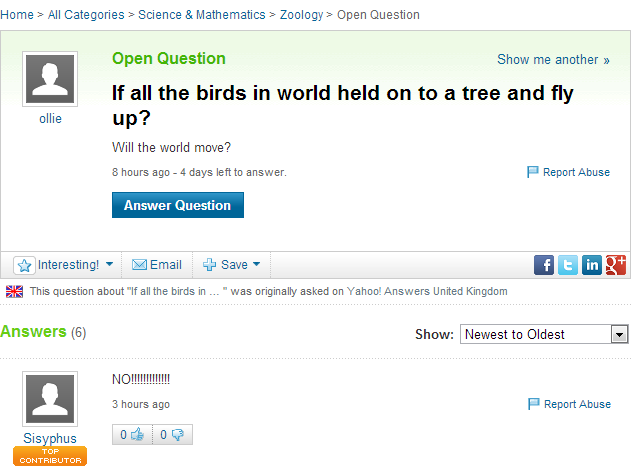 Home > All Categories > Science & Mathematics > Zoology > Open Question
Open Question
Show me another »
If all the birds in world held on to a tree and fly
up?
ollie
Will the world move?
8 hours ago - 4 days left to answer.
Report Abuse
Answer Question
Interesting!
Email
Save
f
t
in
g+
This question about "If all the birds in ... " was originally asked on Yahoo! Answers United Kingdom
Answers (6)
Show: Newest to Oldest
NO!!!!!!!!!!!!!
3 hours ago
Report Abuse
0
0
Sisyphus
TOP
CONTRIBUTOR